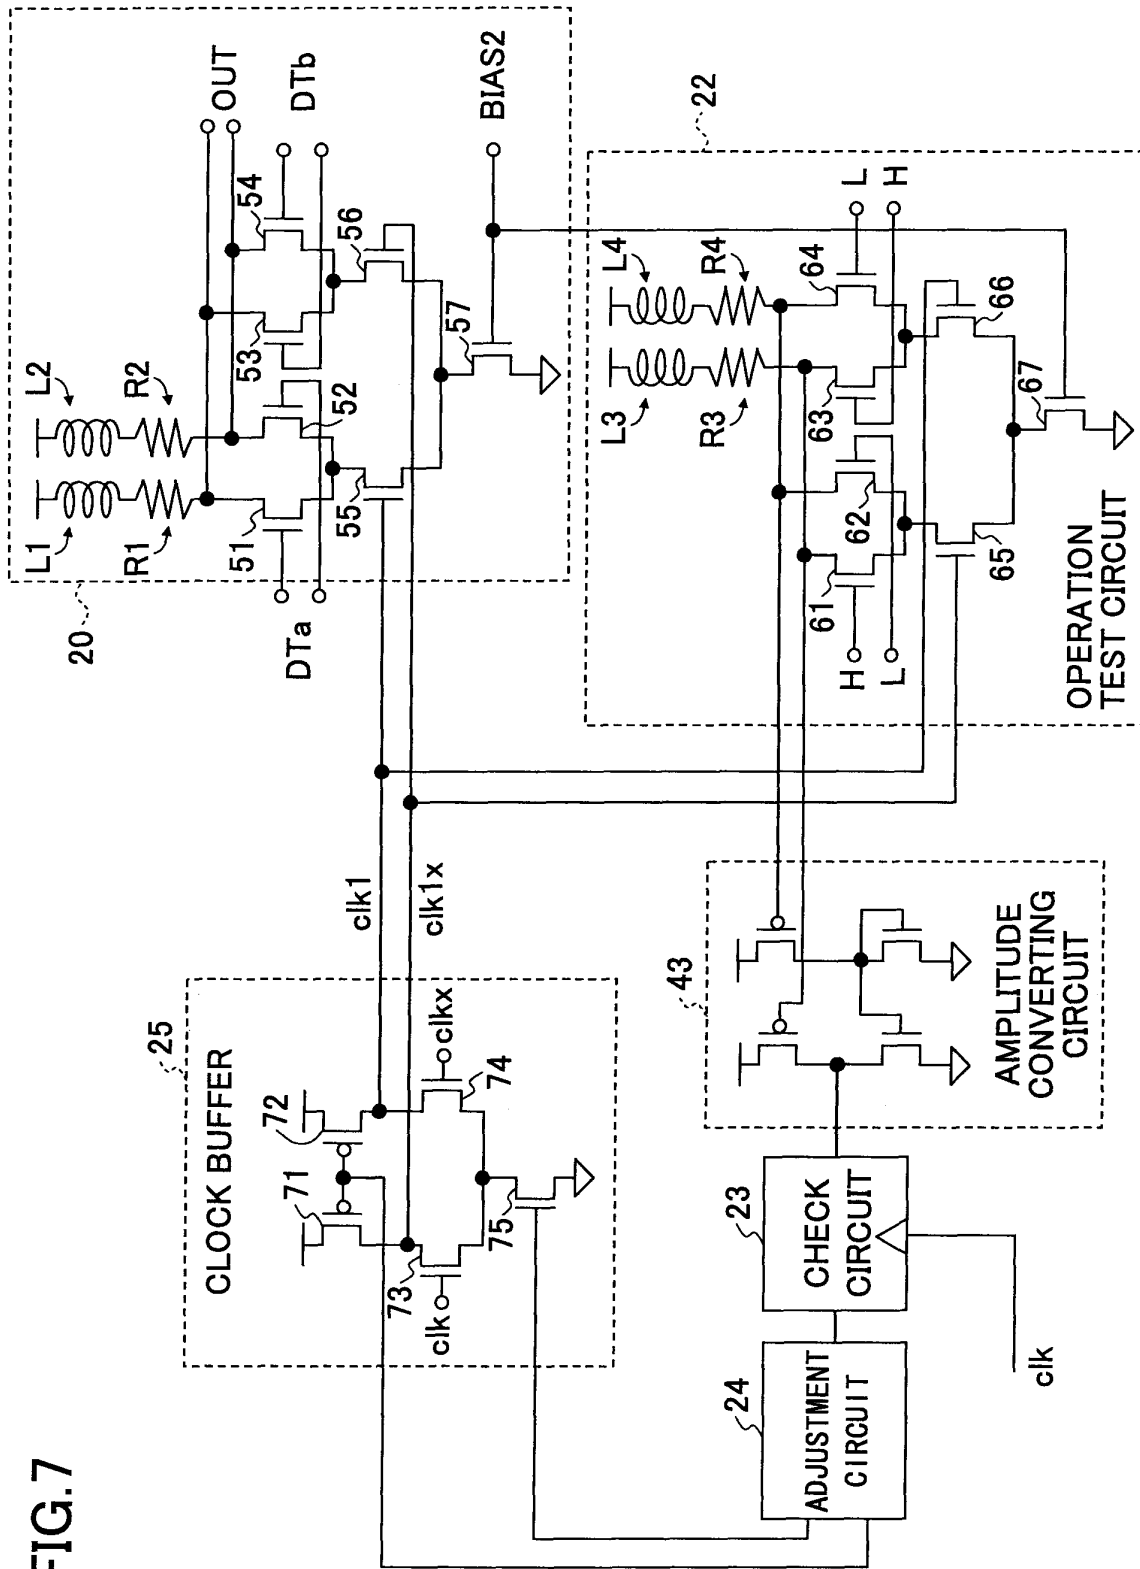 FIG.7
CLOCK BUFFER
25
71
72
73
74
75
clk
clkx
clk1
clk1x
20
L1
L2
R1
R2
OUT
51
52
53
54
DTa
DTb
55
56
57
BIAS2
22
L3
L4
R3
R4
61
62
63
64
H
L
L
H
65
66
67
OPERATION
TEST CIRCUIT
43
AMPLITUDE
CONVERTING
CIRCUIT
23
CHECK
CIRCUIT
24
ADJUSTMENT
CIRCUIT
clk